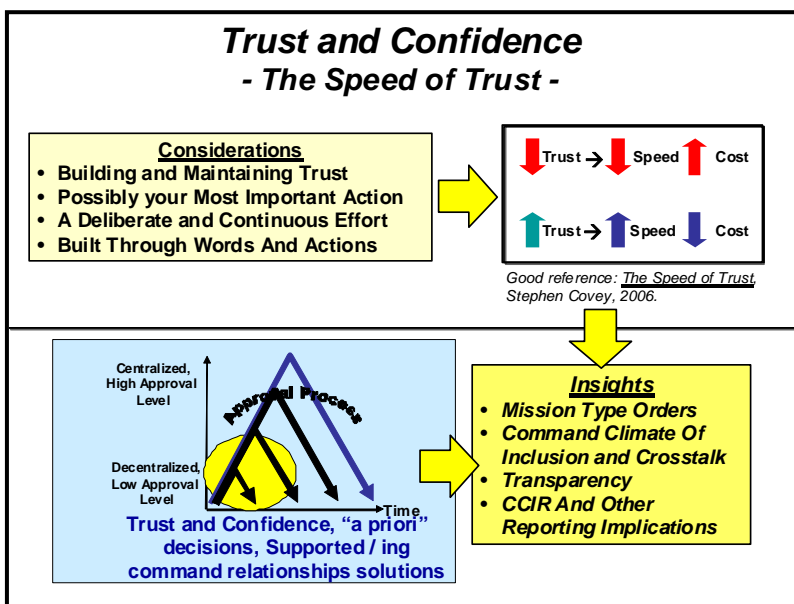 Trust and Confidence
- The Speed of Trust -
Considerations
• Building and Maintaining Trust
• Possibly your Most Important Action
• A Deliberate and Continuous Effort
• Built Through Words And Actions
Trust → Speed Cost
Trust → Speed Cost
Good reference: The Speed of Trust,
Stephen Covey, 2006.
Centralized,
High Approval
Level
Approval Process
Decentralized,
Low Approval
Level
Time
Trust and Confidence, “a priori”
decisions, Supported / ing
command relationships solutions
Insights
• Mission Type Orders
• Command Climate Of
Inclusion and Crosstalk
• Transparency
• CCIR And Other
Reporting Implications